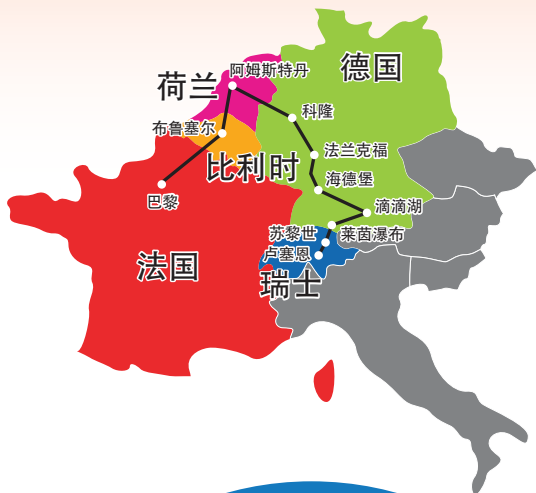 阿姆斯特丹
德国
荷兰
科隆
布鲁塞尔
法兰克福
比利时
海德堡
巴黎
滴滴湖
苏黎世
莱茵瀑布
卢塞恩
法国
瑞士